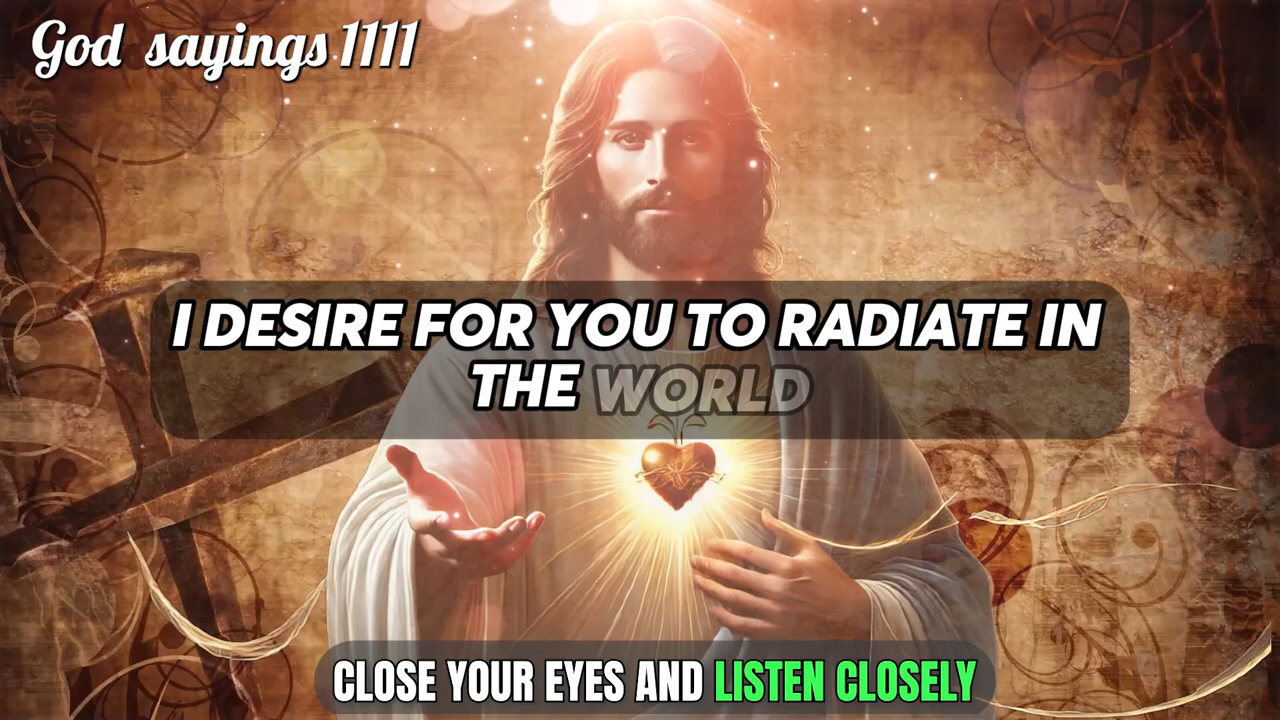 God sayings 1111
I DESIRE FOR YOU TO RADIATE IN
THE WORLD
CLOSE YOUR EYES AND LISTEN CLOSELY